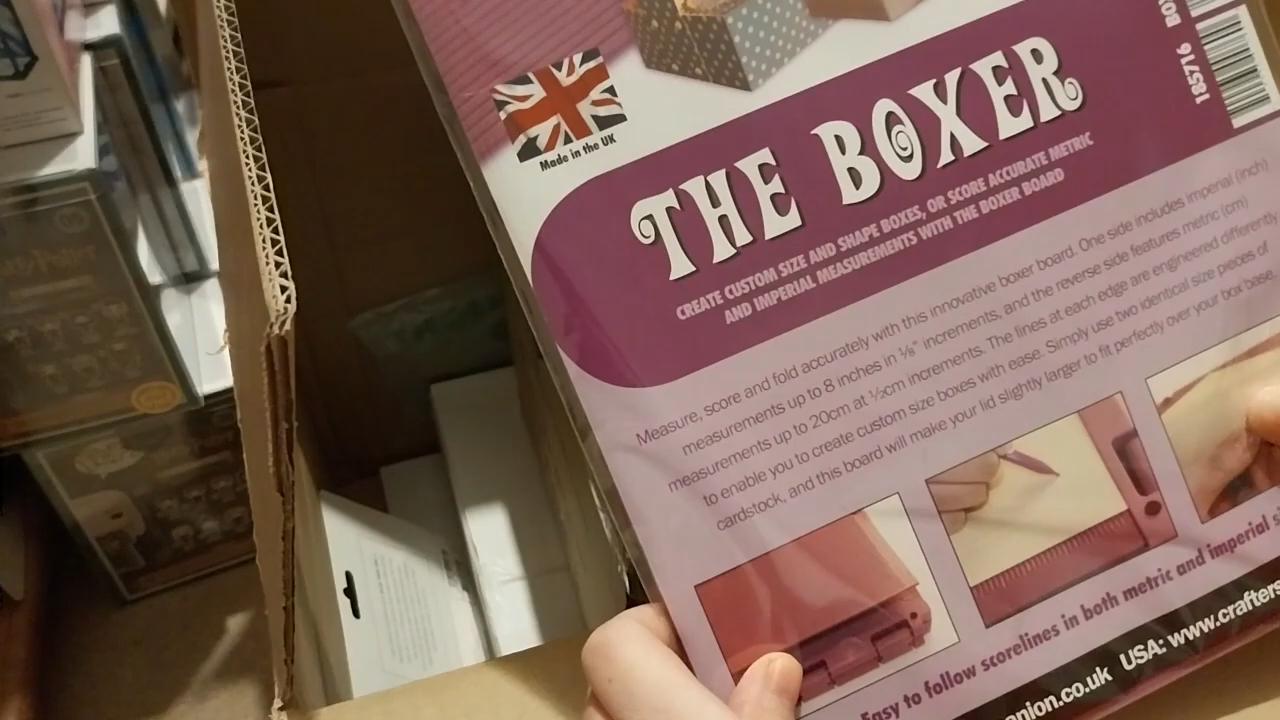 Made in the UK
THE BOXER
CREATE CUSTOM SIZE AND SHAPE BOXES, OR SCORE ACCURATE METRIC
AND IMPERIAL MEASUREMENTS WITH THE BOXER BOARD
185716
Measure, score and fold accurately with this innovative boxer board. One side includes imperial (inch)
measurements up to 8 inches in ⅛" increments, and the reverse side features metric (cm)
measurements up to 20cm at ½cm increments. The lines at each edge are engineered differently
to enable you to create custom size boxes with ease. Simply use two identical size pieces of
cardstock, and this board will make your lid slightly larger to fit perfectly over your box base.
Easy to follow scorelines in both metric and imperial
anion.co.uk USA: www.crafters